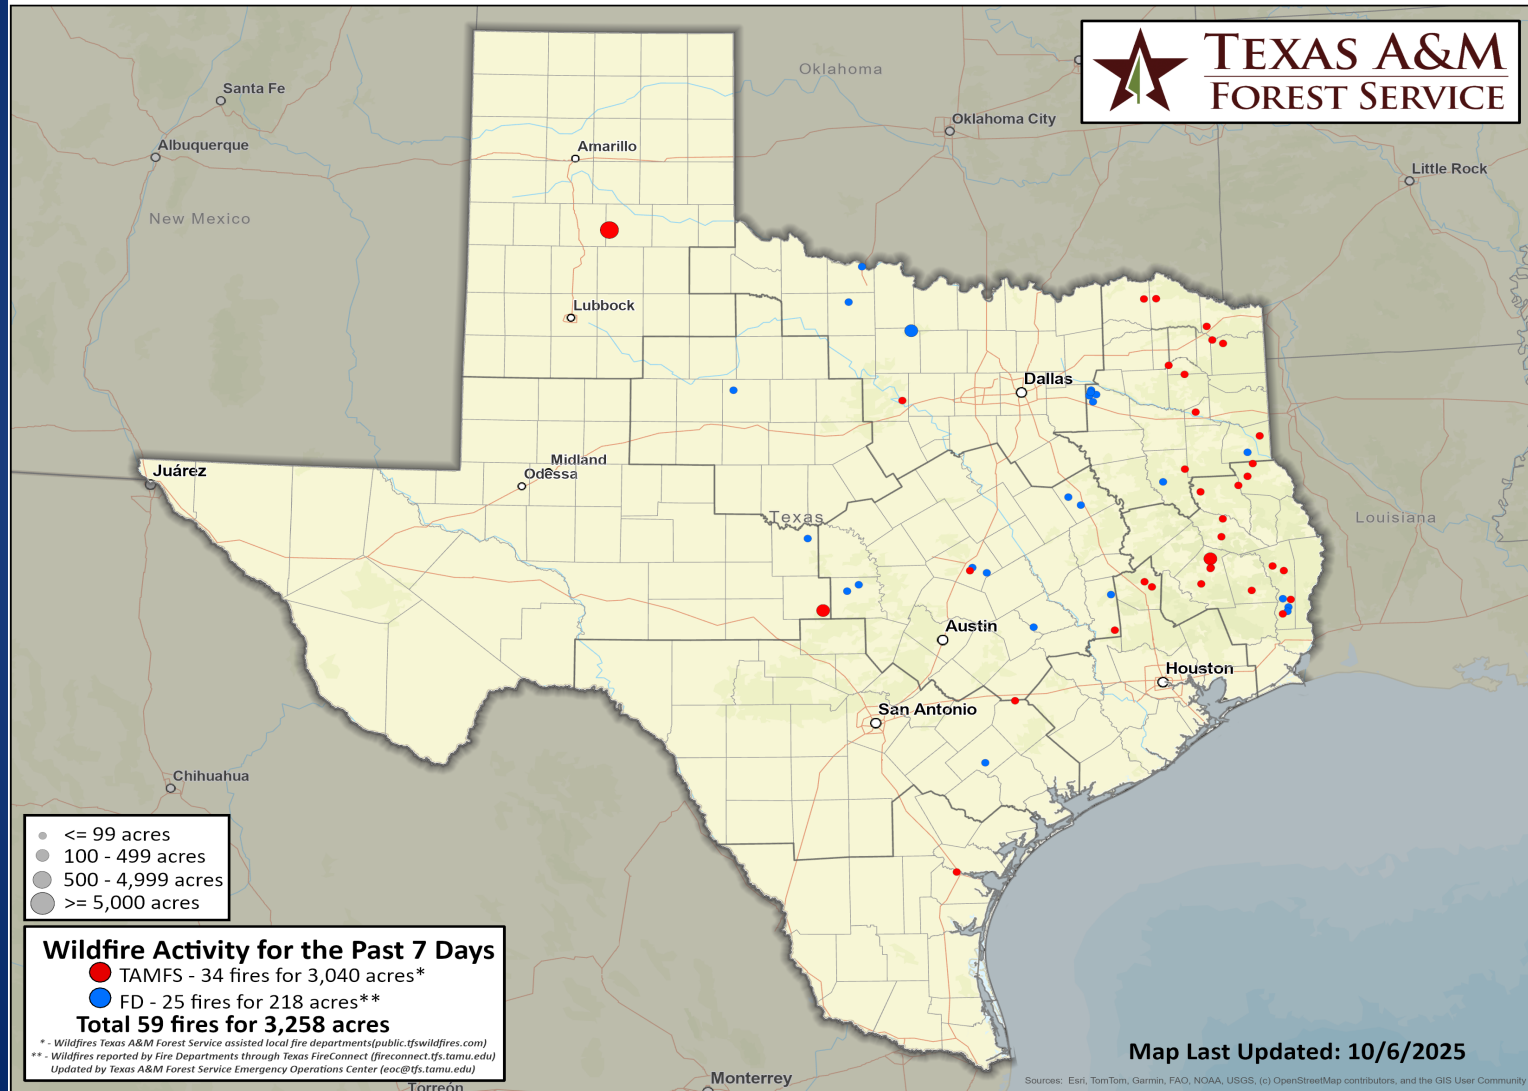 TEXAS A&M
FOREST SERVICE
Oklahoma
Santa Fe
Oklahoma City
Albuquerque
Amarillo
Little Rock
New Mexico
Lubbock
Dallas
Midland
Odessa
Juárez
Texas
Louisiana
Austin
Houston
San Antonio
Chihuahua
<= 99 acres
100 - 499 acres
500 - 4,999 acres
>= 5,000 acres
Wildfire Activity for the Past 7 Days
TAMFS - 34 fires for 3,040 acres*
FD - 25 fires for 218 acres**
Total 59 fires for 3,258 acres
* - Wildfires Texas A&M Forest Service assisted local fire departments(public.tfswildfires.com)
** - Wildfires reported by Fire Departments through Texas FireConnect (fireconnect.tfs.tamu.edu)
Updated by Texas A&M Forest Service Emergency Operations Center (eoc@tfs.tamu.edu)
Map Last Updated: 10/6/2025
Monterrey
Torreón
Sources: Esri, TomTom, Garmin, FAO, NOAA, USGS, (c) OpenStreetMap contributors, and the GIS User Community